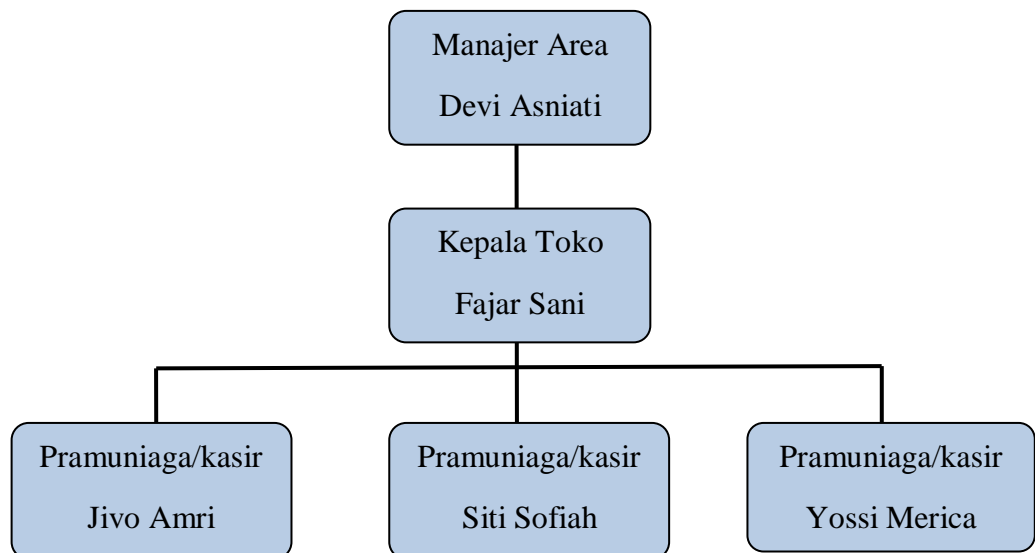 Manajer Area
Devi Asniati
Kepala Toko
Fajar Sani
Pramuniaga/kasir
Jivo Amri
Pramuniaga/kasir
Siti Sofiah
Pramuniaga/kasir
Yossi Merica